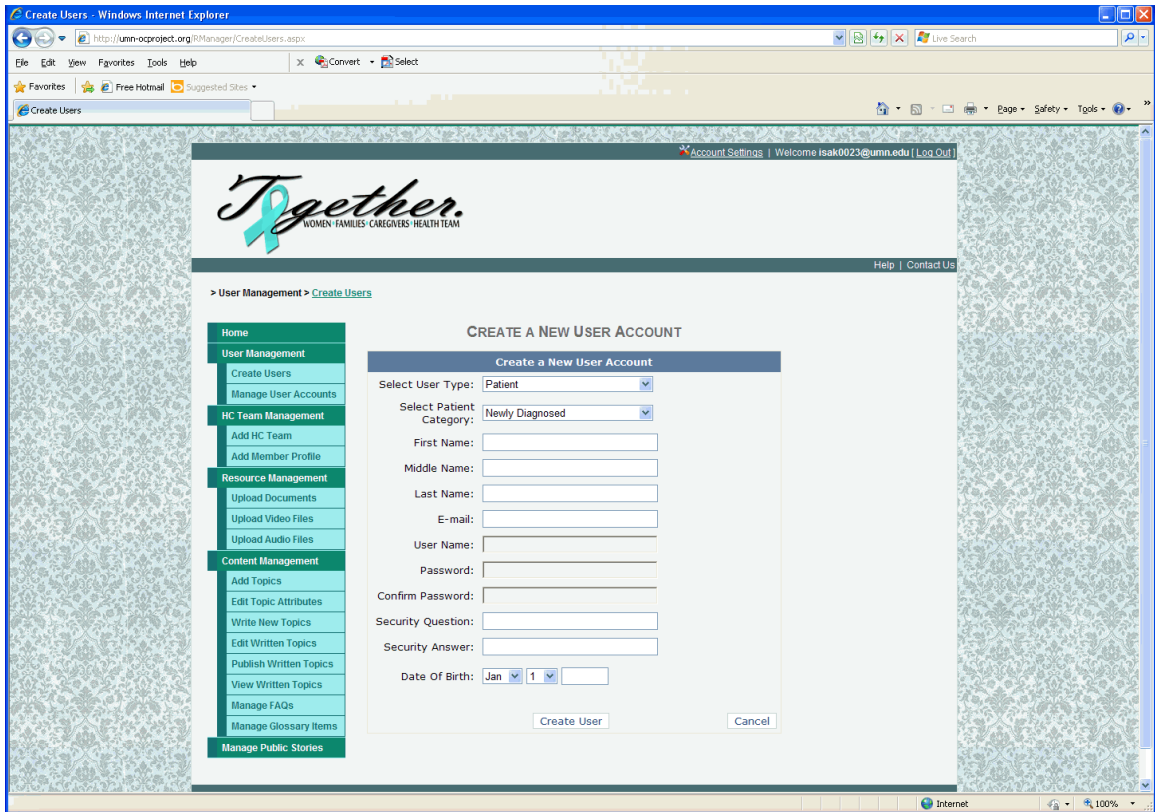 Create Users - Windows Internet Explorer
http://umn-ocproject.org/RManager/CreateUsers.aspx
Live Search
File Edit View Favorites Tools Help
x Convert Select
Favorites Free Hotmail Suggested Sites
Create Users
Page Safety Tools »
Account Settings | Welcome isak0023@umn.edu [ Log Out ]
Together.
WOMEN•FAMILIES•CAREGIVERS•HEALTH TEAM
Help | Contact Us
> User Management > Create Users
Home
User Management
Create Users
Manage User Accounts
HC Team Management
Add HC Team
Add Member Profile
Resource Management
Upload Documents
Upload Video Files
Upload Audio Files
Content Management
Add Topics
Edit Topic Attributes
Write New Topics
Edit Written Topics
Publish Written Topics
View Written Topics
Manage FAQs
Manage Glossary Items
Manage Public Stories
CREATE A NEW USER ACCOUNT
Create a New User Account
Select User Type: Patient
Select Patient
Category: Newly Diagnosed
First Name:
Middle Name:
Last Name:
E-mail:
User Name:
Password:
Confirm Password:
Security Question:
Security Answer:
Date Of Birth: Jan 1
Create User Cancel
Internet 100%